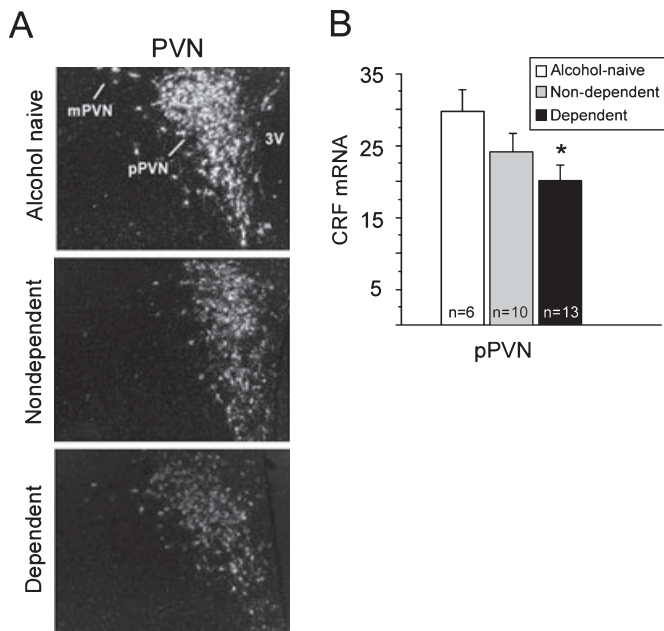 A
PVN
Alcohol naive
mPVN
pPVN
3V
Nondependent
Dependent
B
Alcohol-naive
Non-dependent
Dependent
CRF mRNA
35
25
15
5
*
n=6
n=10
n=13
pPVN